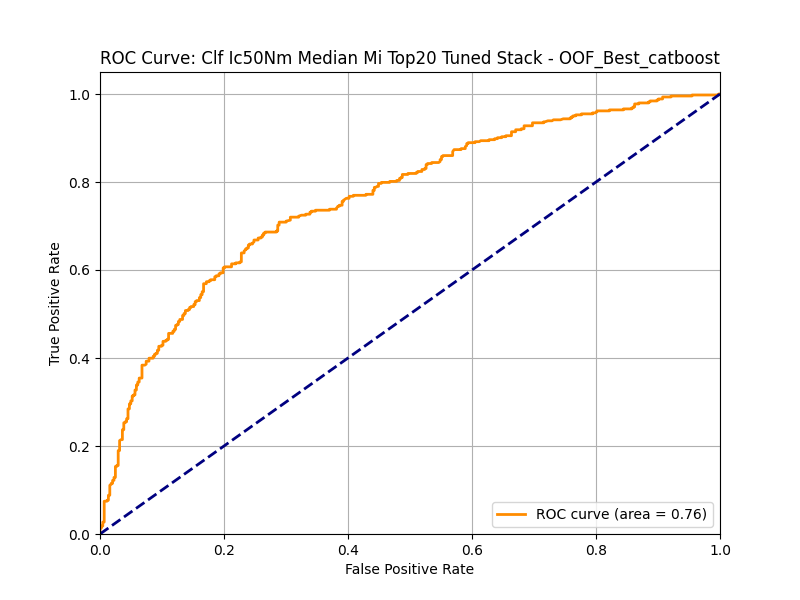 ROC Curve: Clf Ic50Nm Median Mi Top20 Tuned Stack - OOF_Best_catboost
1.0
0.8
0.6
0.4
0.2
0.0
True Positive Rate
ROC curve (area = 0.76)
0.0 0.2 0.4 0.6 0.8 1.0
False Positive Rate